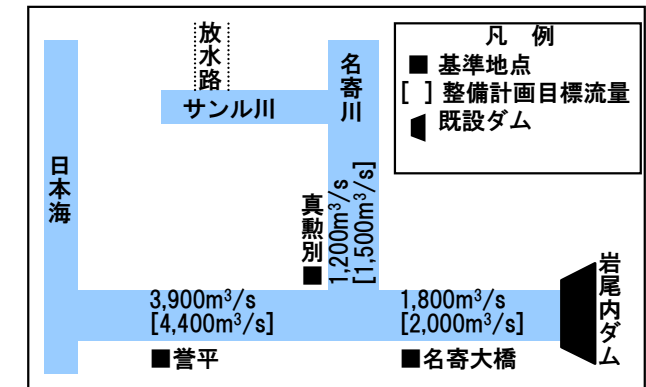 放水路
サンル川
名寄川
凡 例
■ 基準地点
[ ] 整備計画目標流量
既設ダム
日本海
真勲別■
1,200m³/s
[1,500m³/s]
3,900m³/s
[4,400m³/s]
■誉平
1,800m³/s
[2,000m³/s]
■名寄大橋
岩尾内ダム